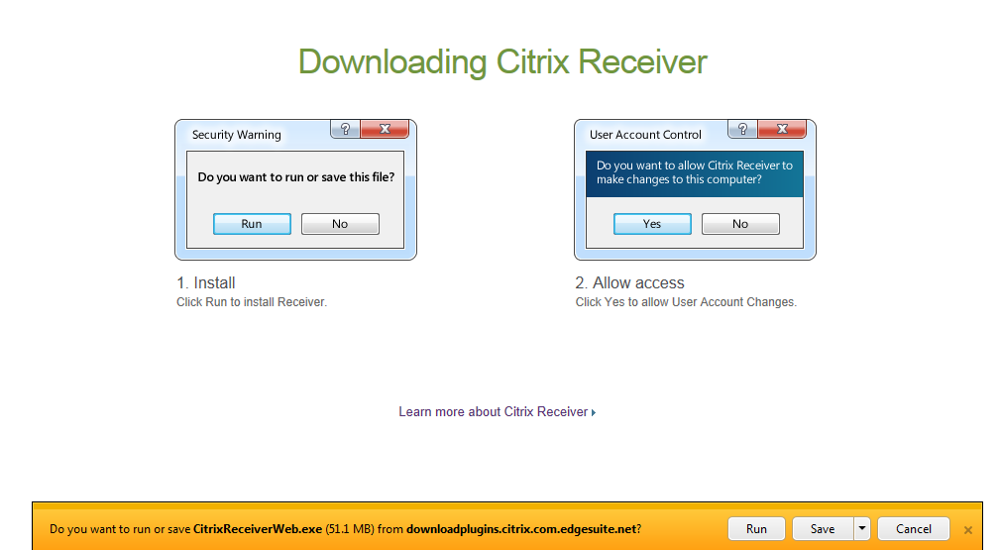 Downloading Citrix Receiver
Security Warning
?
Do you want to run or save this file?
Run
No
1. Install
Click Run to install Receiver.
User Account Control
?
Do you want to allow Citrix Receiver to
make changes to this computer?
Yes
No
2. Allow access
Click Yes to allow User Account Changes.
Learn more about Citrix Receiver
Do you want to run or save CitrixReceiverWeb.exe (51.1 MB) from downloadplugins.citrix.com.edgesuite.net?
Run
Save
Cancel